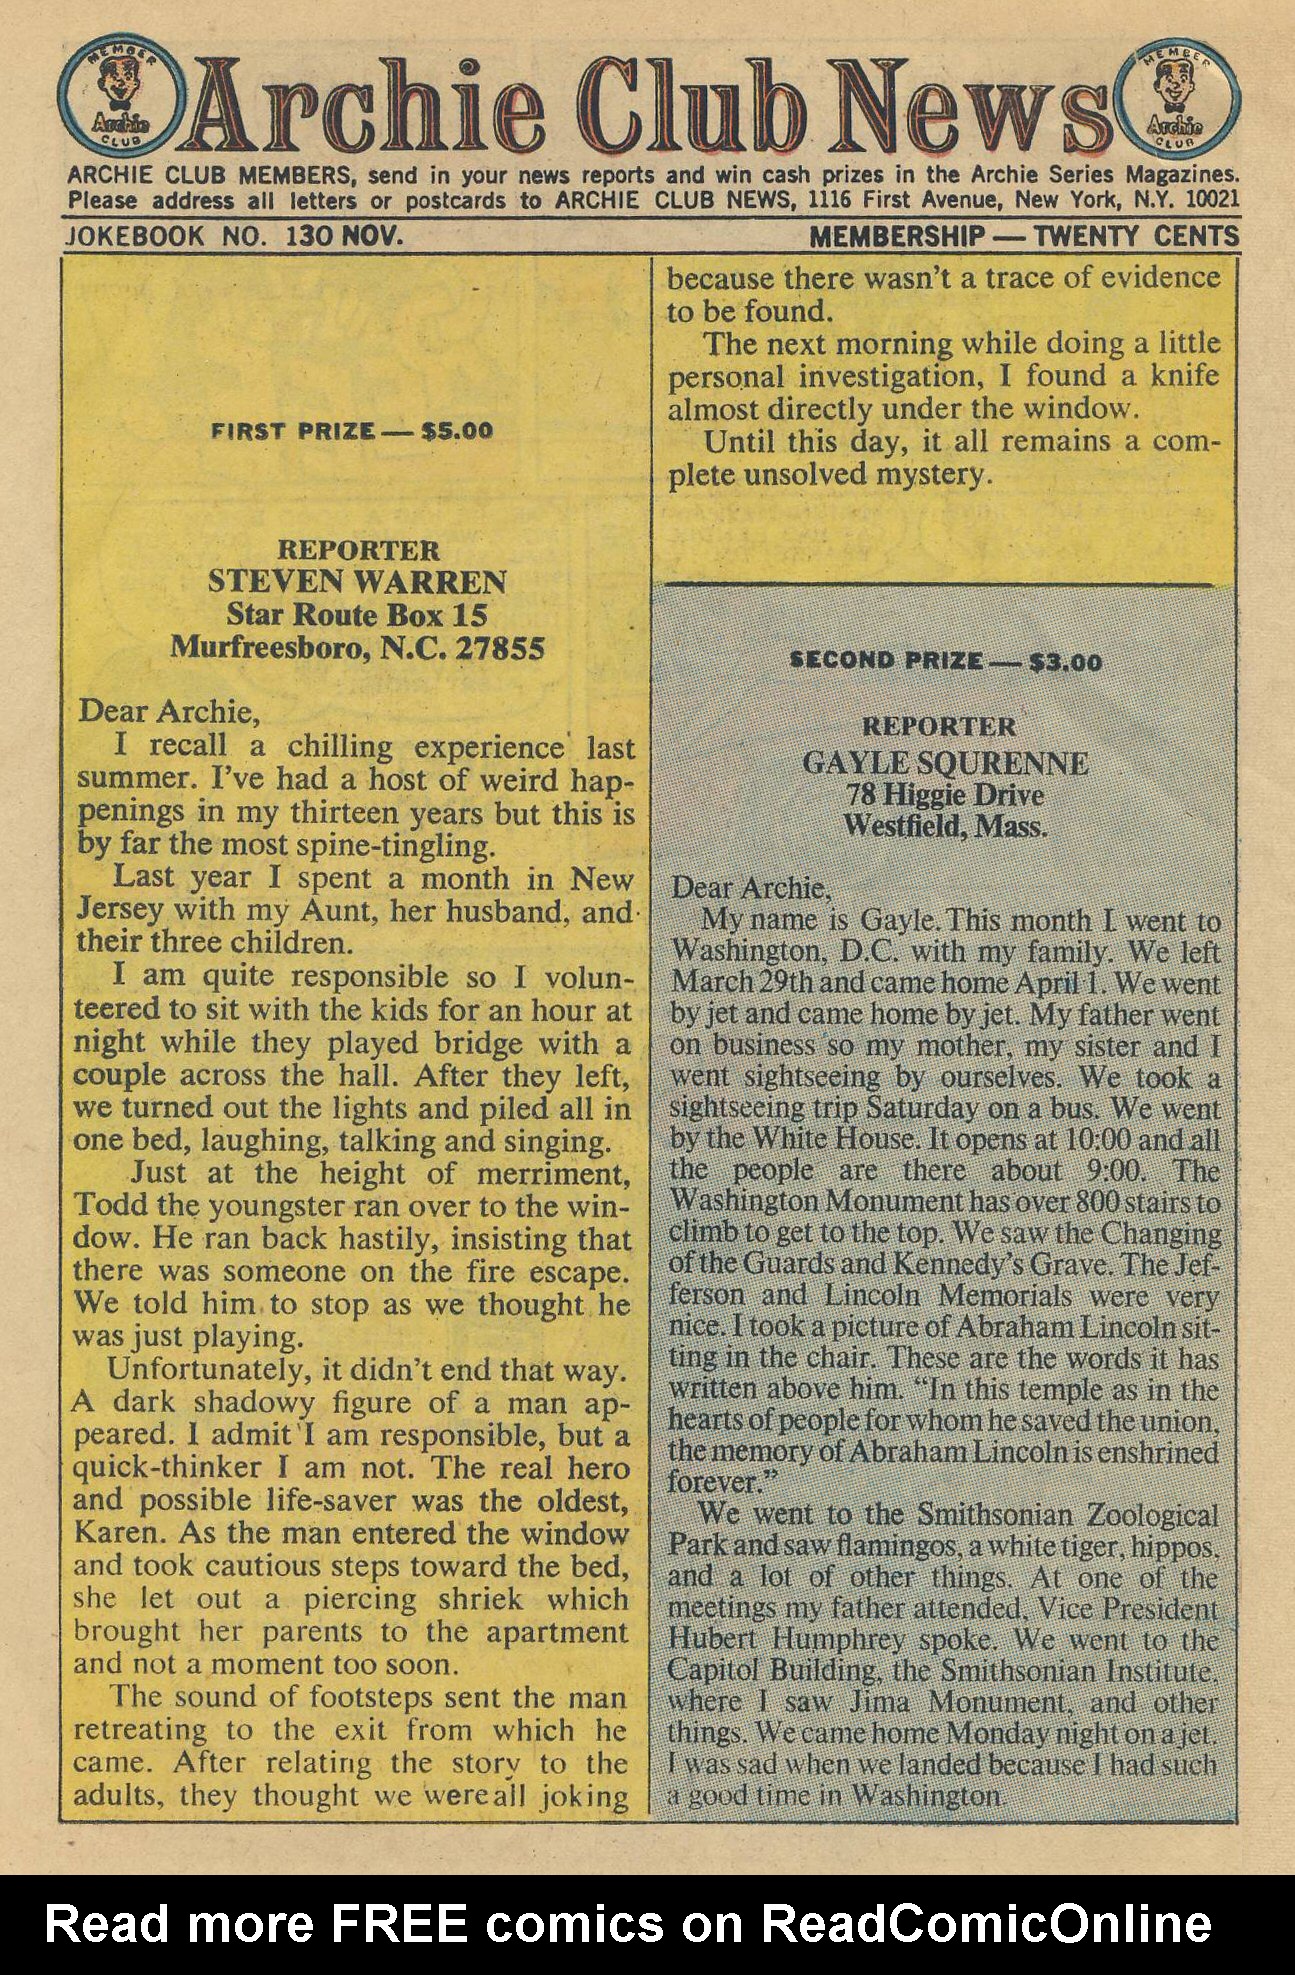 MEMBER
Archie
CLUB
Archie Club News
MEMBER
Archie
CLUB
ARCHIE CLUB MEMBERS, send in your news reports and win cash prizes in the Archie Series Magazines.
Please address all letters or postcards to ARCHIE CLUB NEWS, 1116 First Avenue, New York, N.Y. 10021
JOKEBOOK NO. 130 NOV.
MEMBERSHIP — TWENTY CENTS
FIRST PRIZE — $5.00
REPORTER
STEVEN WARREN
Star Route Box 15
Murfreesboro, N.C. 27855
Dear Archie,
I recall a chilling experience last
summer. I've had a host of weird hap-
penings in my thirteen years but this is
by far the most spine-tingling.
Last year I spent a month in New
Jersey with my Aunt, her husband, and
their three children.
I am quite responsible so I volun-
teered to sit with the kids for an hour at
night while they played bridge with a
couple across the hall. After they left,
we turned out the lights and piled all in
one bed, laughing, talking and singing.
Just at the height of merriment,
Todd the youngster ran over to the win-
dow. He ran back hastily, insisting that
there was someone on the fire escape.
We told him to stop as we thought he
was just playing.
Unfortunately, it didn't end that way.
A dark shadowy figure of a man ap-
peared. I admit I am responsible, but a
quick-thinker I am not. The real hero
and possible life-saver was the oldest,
Karen. As the man entered the window
and took cautious steps toward the bed,
she let out a piercing shriek which
brought her parents to the apartment
and not a moment too soon.
The sound of footsteps sent the man
retreating to the exit from which he
came. After relating the story to the
adults, they thought we were all joking
because there wasn't a trace of evidence
to be found.
The next morning while doing a little
personal investigation, I found a knife
almost directly under the window.
Until this day, it all remains a com-
plete unsolved mystery.
SECOND PRIZE — $3.00
REPORTER
GAYLE SQURENNE
78 Higgie Drive
Westfield, Mass.
Dear Archie,
My name is Gayle. This month I went to
Washington, D.C. with my family. We left
March 29th and came home April 1. We went
by jet and came home by jet. My father went
on business so my mother, my sister and I
went sightseeing by ourselves. We took a
sightseeing trip Saturday on a bus. We went
by the White House. It opens at 10:00 and all
the people are there about 9:00. The
Washington Monument has over 800 stairs to
climb to get to the top. We saw the Changing
of the Guards and Kennedy's Grave. The Jef-
ferson and Lincoln Memorials were very
nice. I took a picture of Abraham Lincoln sit-
ting in the chair. These are the words it has
written above him. "In this temple as in the
hearts of people for whom he saved the union,
the memory of Abraham Lincoln is enshrined
forever."
We went to the Smithsonian Zoological
Park and saw flamingos, a white tiger, hippos,
and a lot of other things. At one of the
meetings my father attended, Vice President
Hubert Humphrey spoke. We went to the
Capitol Building, the Smithsonian Institute,
where I saw Jima Monument, and other
things. We came home Monday night on a jet.
I was sad when we landed because I had such
a good time in Washington.
Read more FREE comics on ReadComicOnline